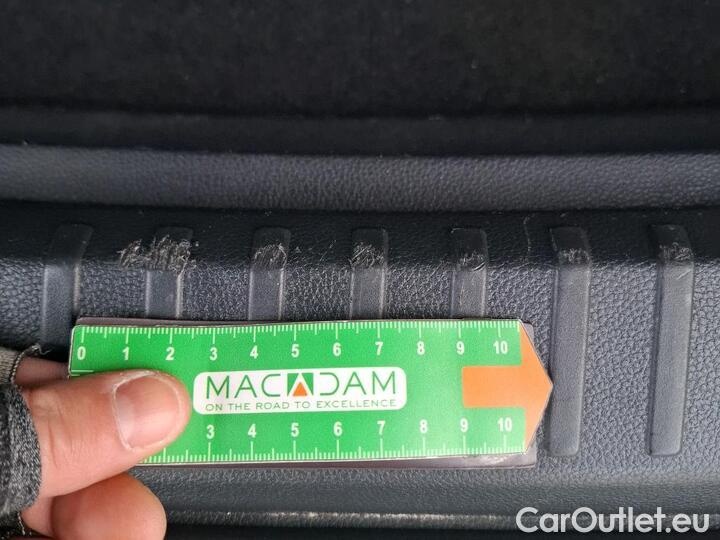 0 1 2 3 4 5 6 7 8 9 10
MACADAM
ON THE ROAD TO EXCELLENCE
3 4 5 6 7 8 9 10
CarOutlet.eu